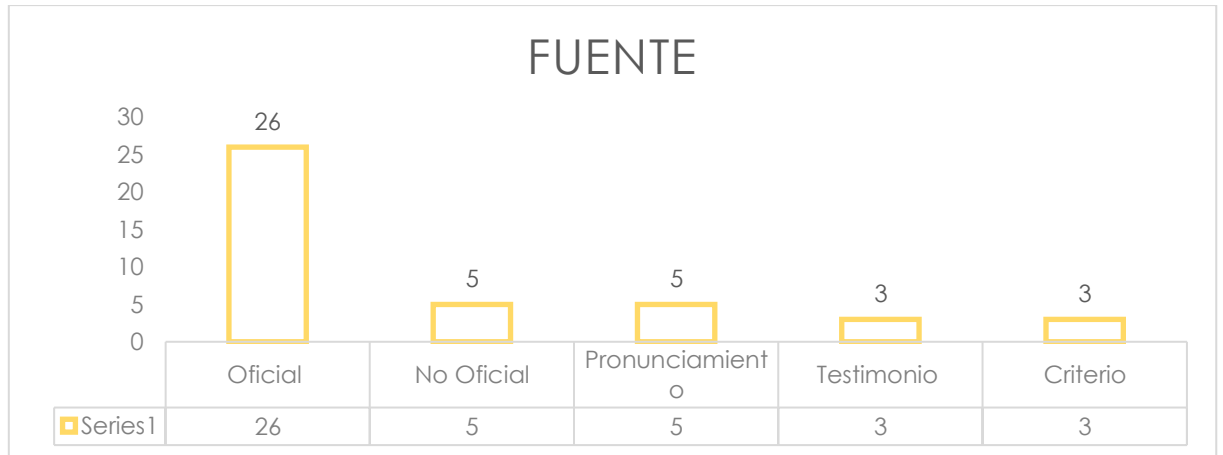 FUENTE
30
25
20
15
10
5
0
26
5
5
3
3
Oficial
No Oficial
Pronunciamient
o
Testimonio
Criterio
Series1 26 5 5 3 3